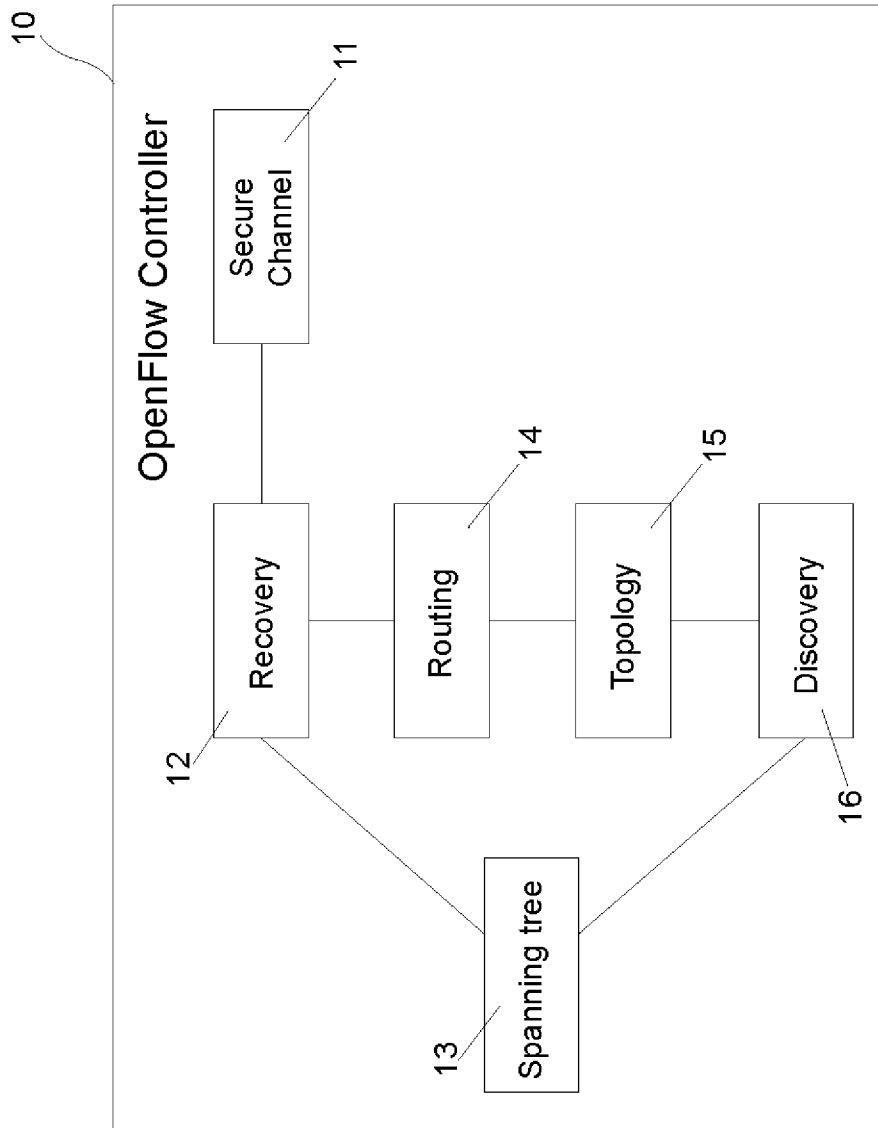 10
OpenFlow Controller
11
Secure
Channel
12
Recovery
14
Routing
15
Topology
16
Discovery
13
Spanning tree